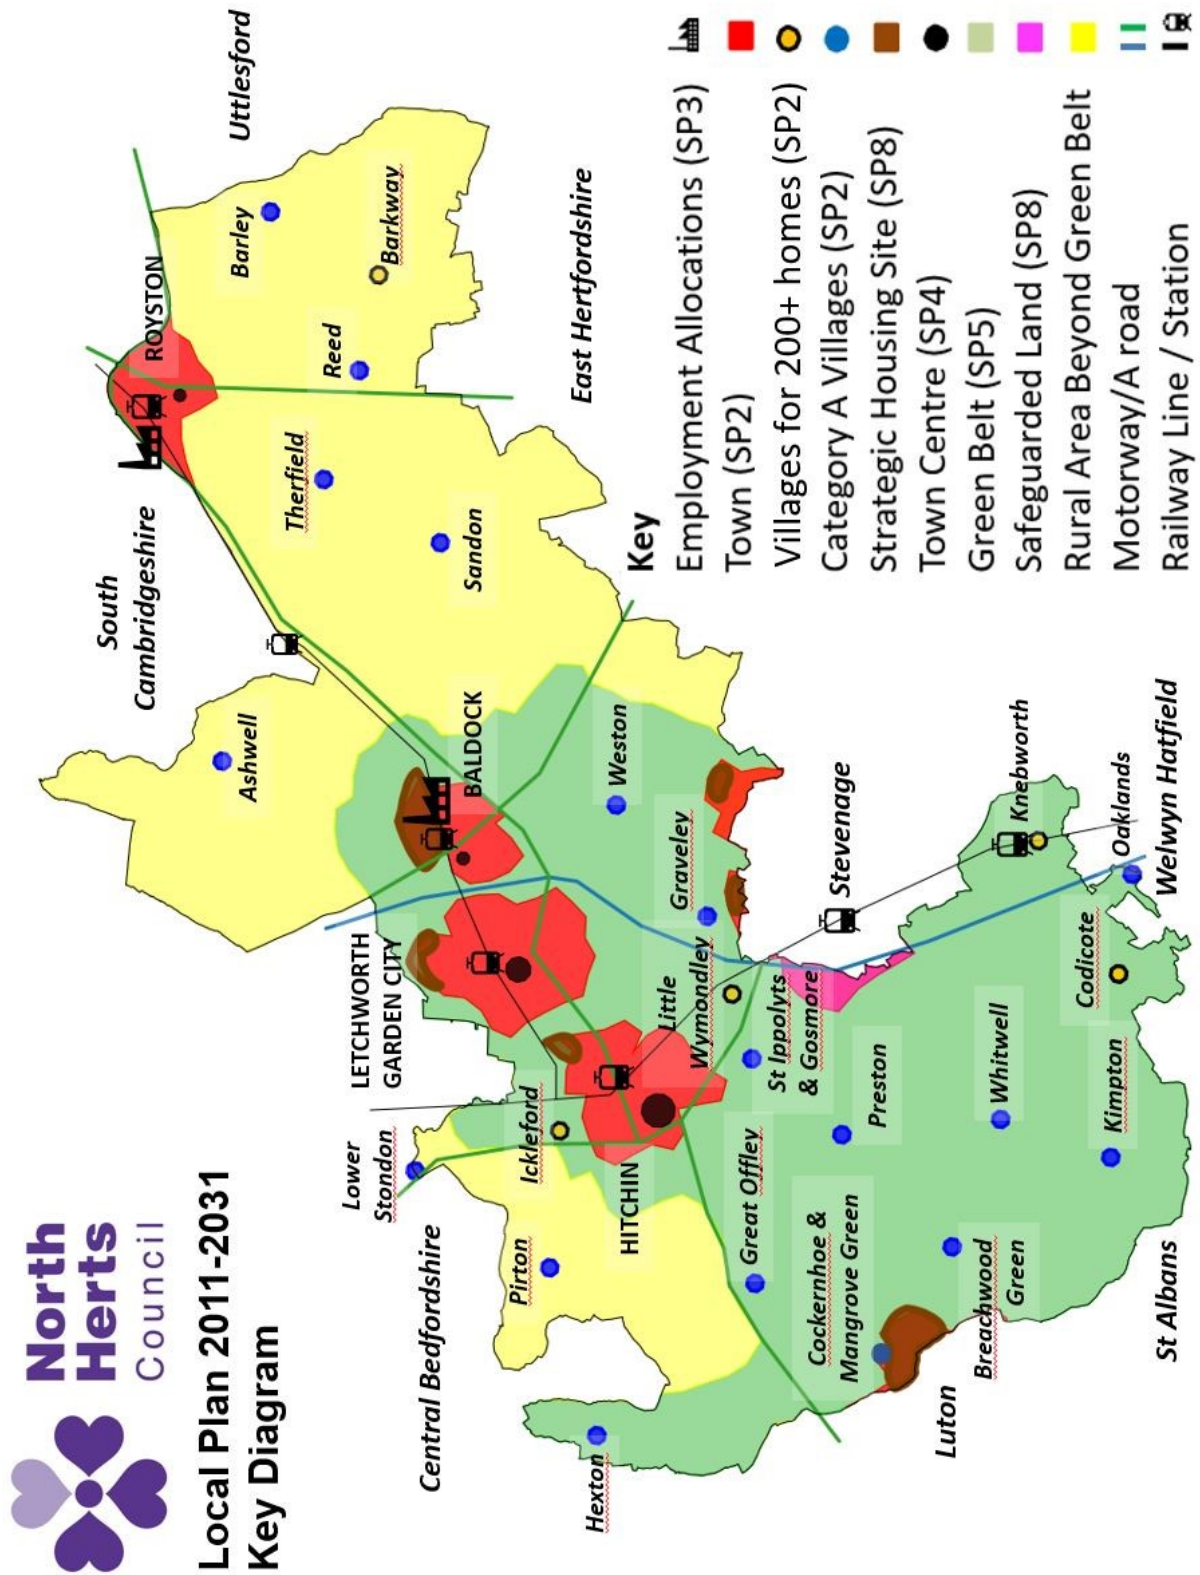 North
Herts
Council
Local Plan 2011-2031
Key Diagram
South
Cambridgeshire
Uttlesford
ROYSTON
Barley
Barkway
Reed
Therfield
Sandon
East Hertfordshire
Ashwell
BALDOCK
LETCHWORTH
GARDEN CITY
Lower
Stondon
Central Bedfordshire
Pirton
Ickleford
HITCHIN
Hexton
Weston
Graveley
Little
Wymondley
Stevenage
St Ippolyts
& Gosmore
Great Offley
Preston
Cockernhoe &
Mangrove Green
Luton
Breachwood
Green
Whitwell
Kimpton
Codicote
Knebworth
Oaklands
Welwyn Hatfield
St Albans
Key
Employment Allocations (SP3)
Town (SP2)
Villages for 200+ homes (SP2)
Category A Villages (SP2)
Strategic Housing Site (SP8)
Town Centre (SP4)
Green Belt (SP5)
Safeguarded Land (SP8)
Rural Area Beyond Green Belt
Motorway/A road
Railway Line / Station